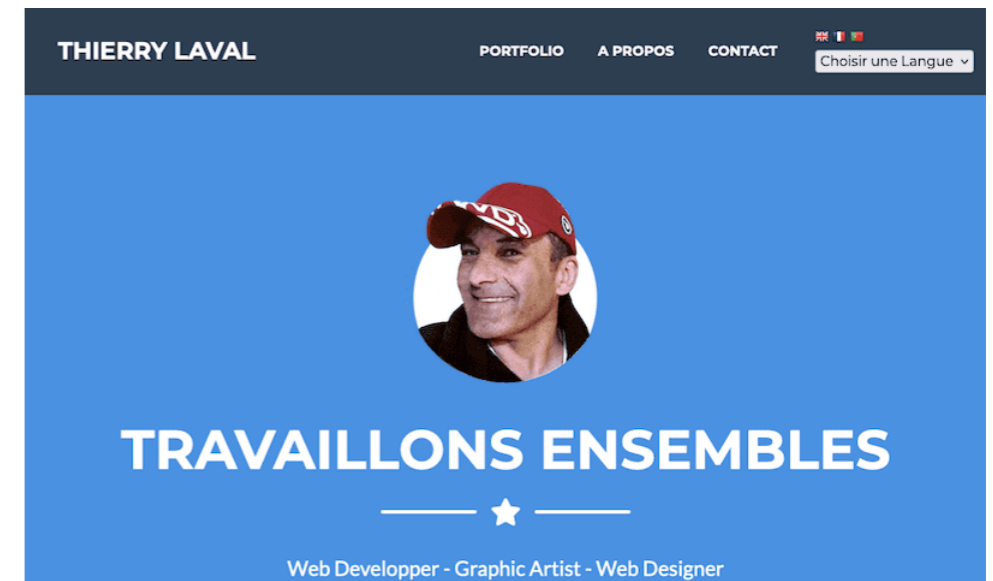 THIERRY LAVAL
PORTFOLIO A PROPOS CONTACT
Choisir une Langue
TRAVAILLONS ENSEMBLES
Web Developper - Graphic Artist - Web Designer